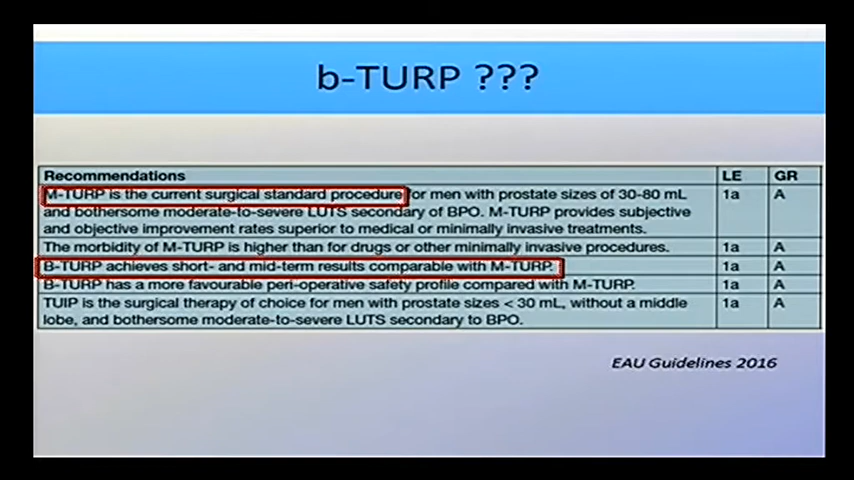 b-TURP ???
Recommendations LE GR
M-TURP is the current surgical standard procedure for men with prostate sizes of 30-80 mL 1a A
and bothersome moderate-to-severe LUTS secondary of BPO. M-TURP provides subjective
and objective improvement rates superior to medical or minimally invasive treatments.
The morbidity of M-TURP is higher than for drugs or other minimally invasive procedures. 1a A
B-TURP achieves short- and mid-term results comparable with M-TURP. 1a A
B-TURP has a more favourable peri-operative safety profile compared with M-TURP. 1a A
TUIP is the surgical therapy of choice for men with prostate sizes < 30 mL, without a middle 1a A
lobe, and bothersome moderate-to-severe LUTS secondary to BPO.
EAU Guidelines 2016